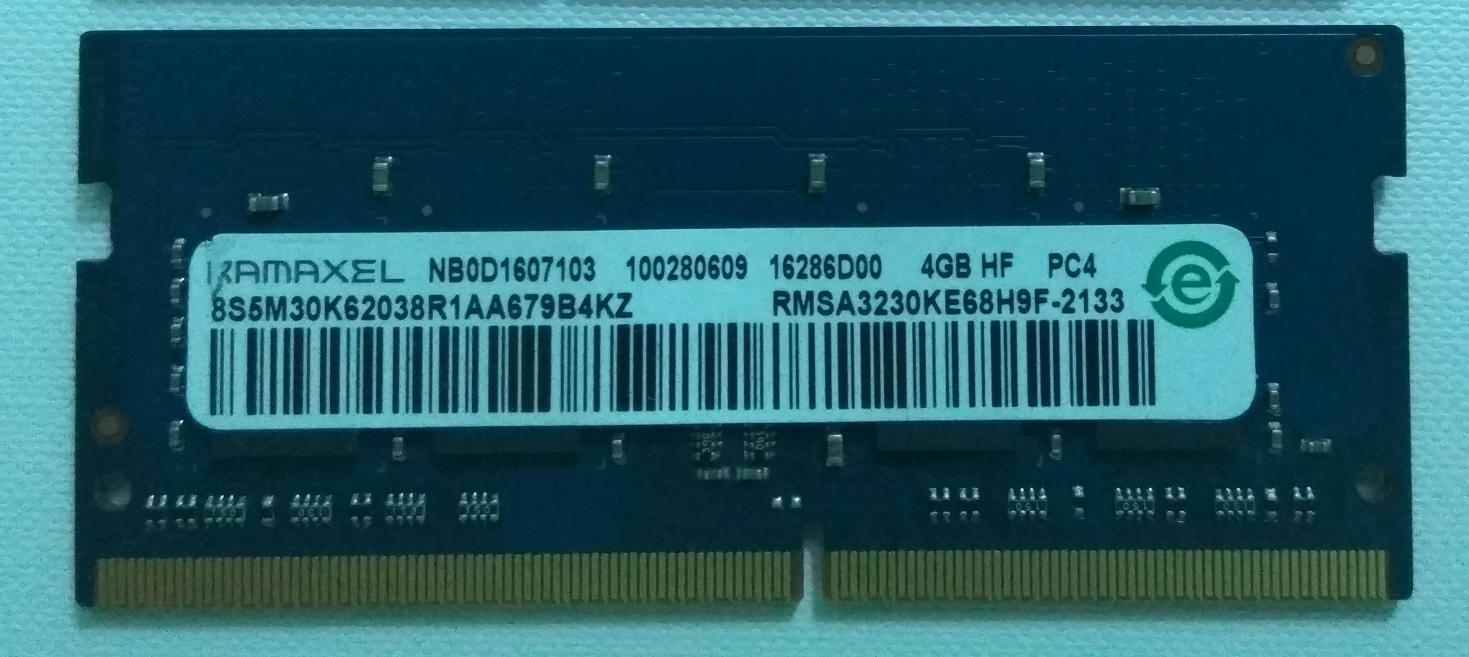 RAMAXEL NB0D1607103 100280609 16286D00 4GB HF PC4 e
8S5M30K62038R1AA679B4KZ RMSA3230KE68H9F-2133